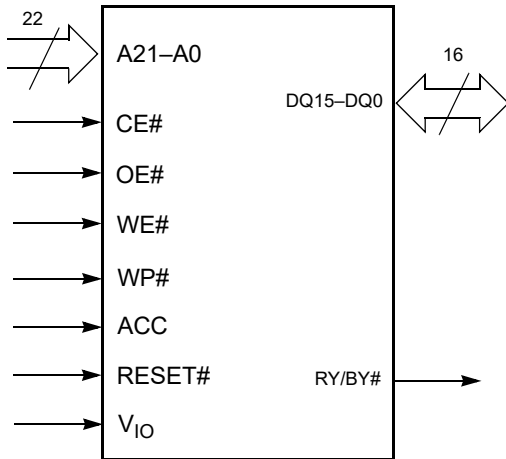 22
A21–A0
16
DQ15–DQ0
CE#
OE#
WE#
WP#
ACC
RESET#
RY/BY#
VIO